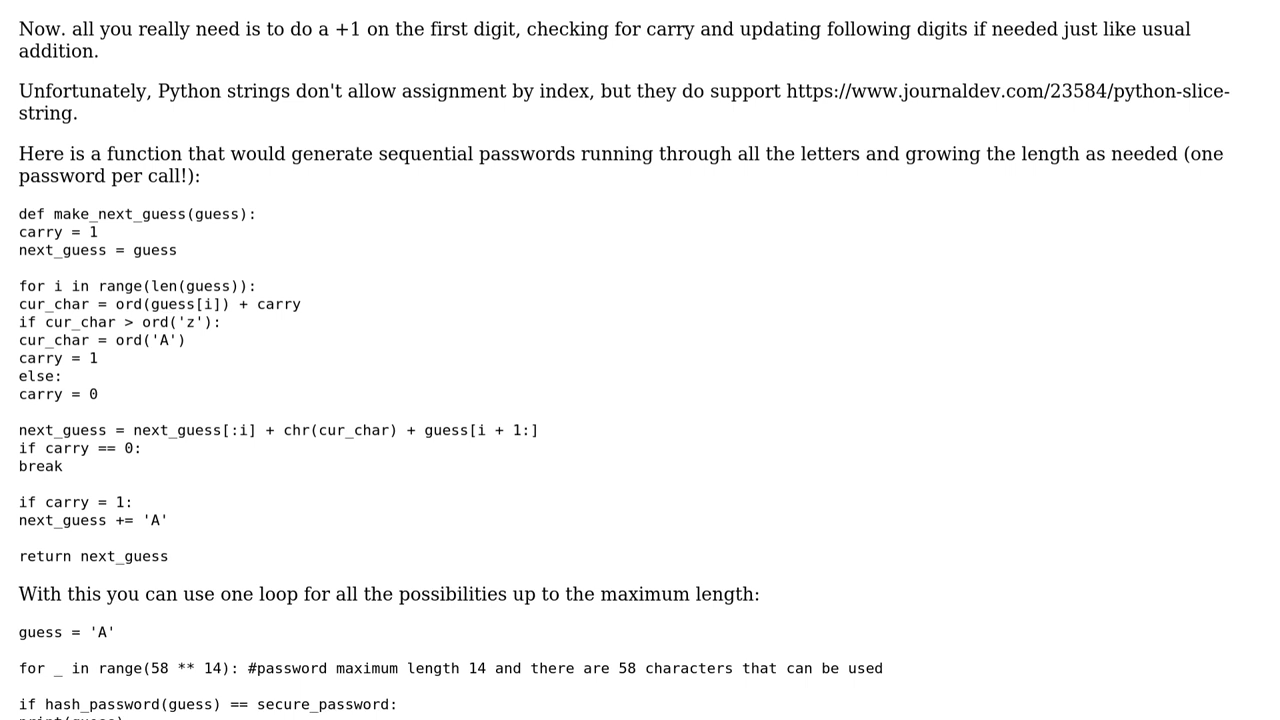 Now. all you really need is to do a +1 on the first digit, checking for carry and updating following digits if needed just like usual
addition.
Unfortunately, Python strings don't allow assignment by index, but they do support https://www.journaldev.com/23584/python-slice-
string.
Here is a function that would generate sequential passwords running through all the letters and growing the length as needed (one
password per call!):
def make_next_guess(guess):
carry = 1
next_guess = guess
for i in range(len(guess)):
cur_char = ord(guess[i]) + carry
if cur_char > ord('z'):
cur_char = ord('A')
carry = 1
else:
carry = 0
next_guess = next_guess[:i] + chr(cur_char) + guess[i + 1:]
if carry == 0:
break
if carry = 1:
next_guess += 'A'
return next_guess
With this you can use one loop for all the possibilities up to the maximum length:
guess = 'A'
for _ in range(58 ** 14): #password maximum length 14 and there are 58 characters that can be used
if hash_password(guess) == secure_password:
print(guess)